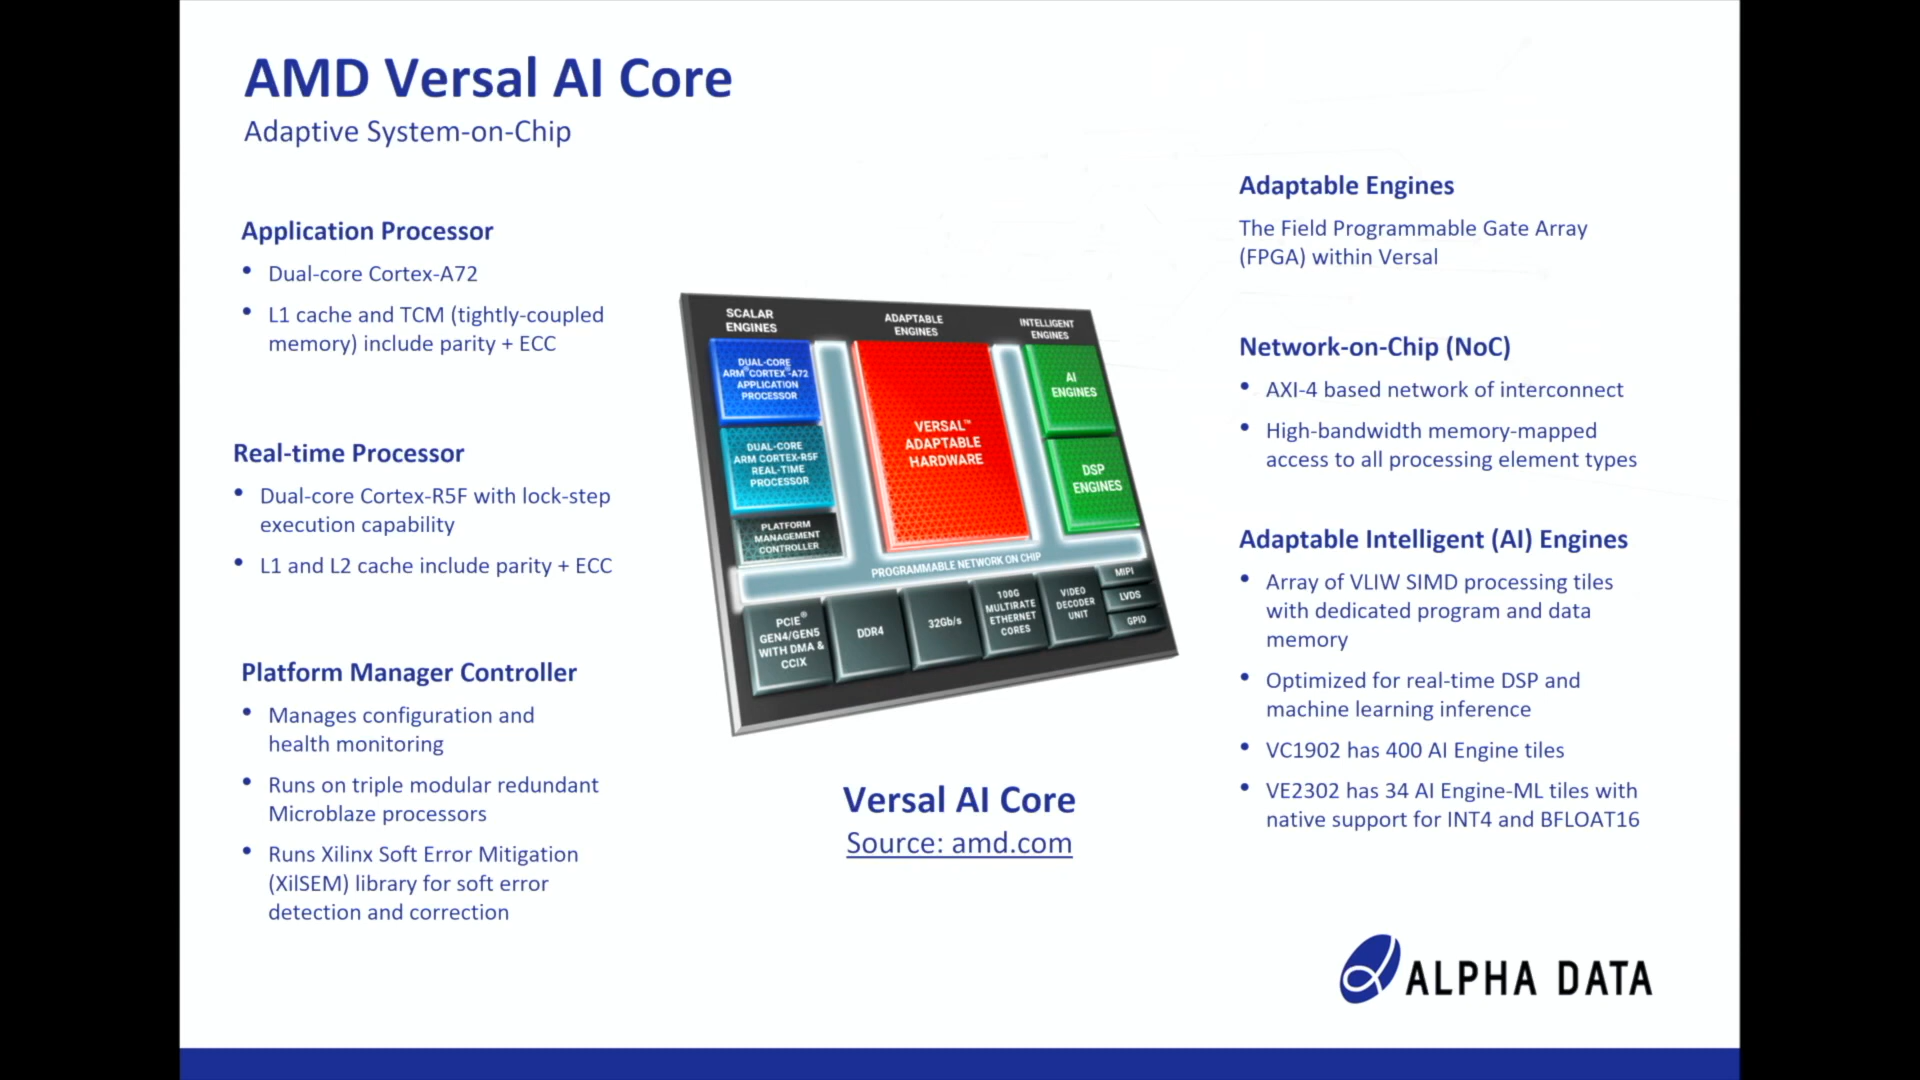 AMD Versal AI Core
Adaptive System-on-Chip
Application Processor
• Dual-core Cortex-A72
• L1 cache and TCM (tightly-coupled
memory) include parity + ECC
Real-time Processor
• Dual-core Cortex-R5F with lock-step
execution capability
• L1 and L2 cache include parity + ECC
Platform Manager Controller
• Manages configuration and
health monitoring
• Runs on triple modular redundant
Microblaze processors
• Runs Xilinx Soft Error Mitigation
(XilSEM) library for soft error
detection and correction
SCALAR
ENGINES
ADAPTABLE
ENGINES
INTELLIGENT
ENGINES
DUAL-CORE
ARM® CORTEX®-A72
APPLICATION
PROCESSOR
DUAL-CORE
ARM CORTEX-R5F
REAL-TIME
PROCESSOR
PLATFORM
MANAGEMENT
CONTROLLER
VERSAL™
ADAPTABLE
HARDWARE
AI
ENGINES
DSP
ENGINES
PROGRAMMABLE NETWORK ON CHIP
PCIE®
GEN4/GEN5
WITH DMA &
CCIX
DDR4
32Gb/s
100G
MULTIRATE
ETHERNET
CORES
VIDEO
DECODER
UNIT
MIPI
LVDS
GPIO
Versal AI Core
Source: amd.com
Adaptable Engines
The Field Programmable Gate Array
(FPGA) within Versal
Network-on-Chip (NoC)
• AXI-4 based network of interconnect
• High-bandwidth memory-mapped
access to all processing element types
Adaptable Intelligent (AI) Engines
• Array of VLIW SIMD processing tiles
with dedicated program and data
memory
• Optimized for real-time DSP and
machine learning inference
• VC1902 has 400 AI Engine tiles
• VE2302 has 34 AI Engine-ML tiles with
native support for INT4 and BFLOAT16
ALPHA DATA